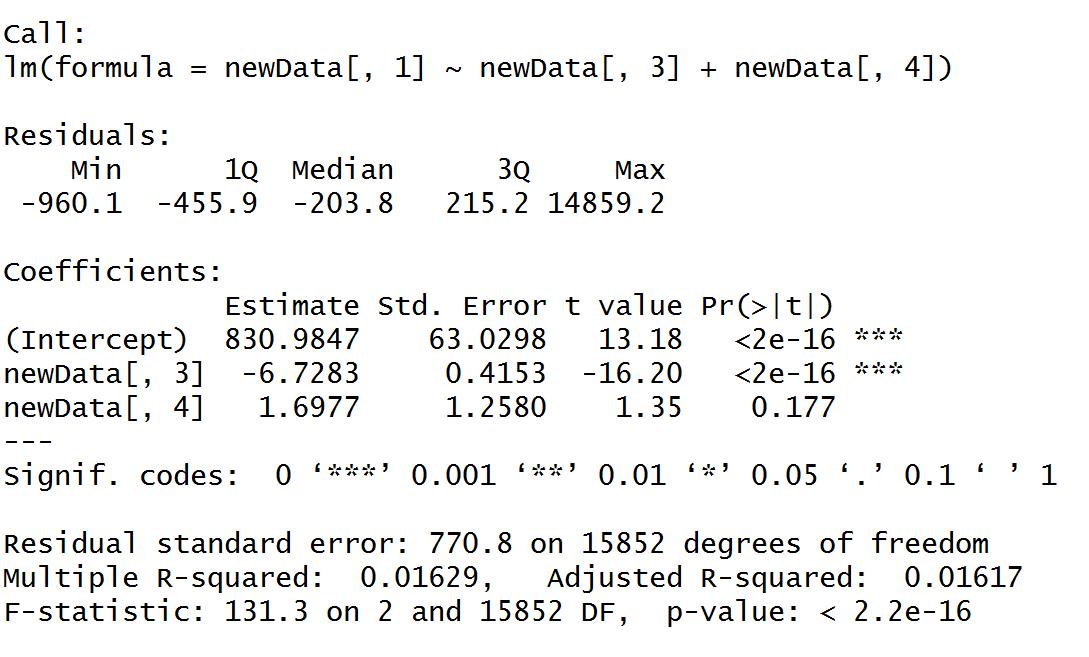 Call:
lm(formula = newData[, 1] ~ newData[, 3] + newData[, 4])
Residuals:
    Min      1Q  Median      3Q     Max
 -960.1  -455.9  -203.8   215.2 14859.2
Coefficients:
             Estimate Std. Error t value Pr(>|t|)
(Intercept)  830.9847    63.0298   13.18   <2e-16 ***
newData[, 3]  -6.7283     0.4153  -16.20   <2e-16 ***
newData[, 4]   1.6977     1.2580    1.35    0.177
---
Signif. codes:  0 ‘***’ 0.001 ‘**’ 0.01 ‘*’ 0.05 ‘.’ 0.1 ‘ ’ 1
Residual standard error: 770.8 on 15852 degrees of freedom
Multiple R-squared:  0.01629,   Adjusted R-squared:  0.01617
F-statistic: 131.3 on 2 and 15852 DF,  p-value: < 2.2e-16